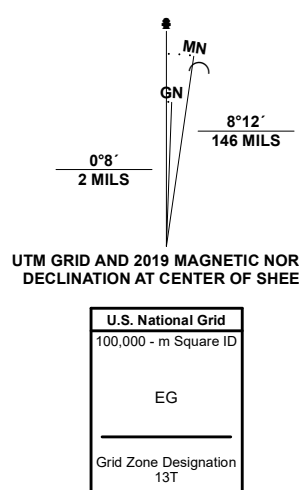 MN
GN
8°12´
146 MILS
0°8´
2 MILS
UTM GRID AND 2019 MAGNETIC NOR
DECLINATION AT CENTER OF SHEE
U.S. National Grid
100,000 - m Square ID
EG
Grid Zone Designation
13T